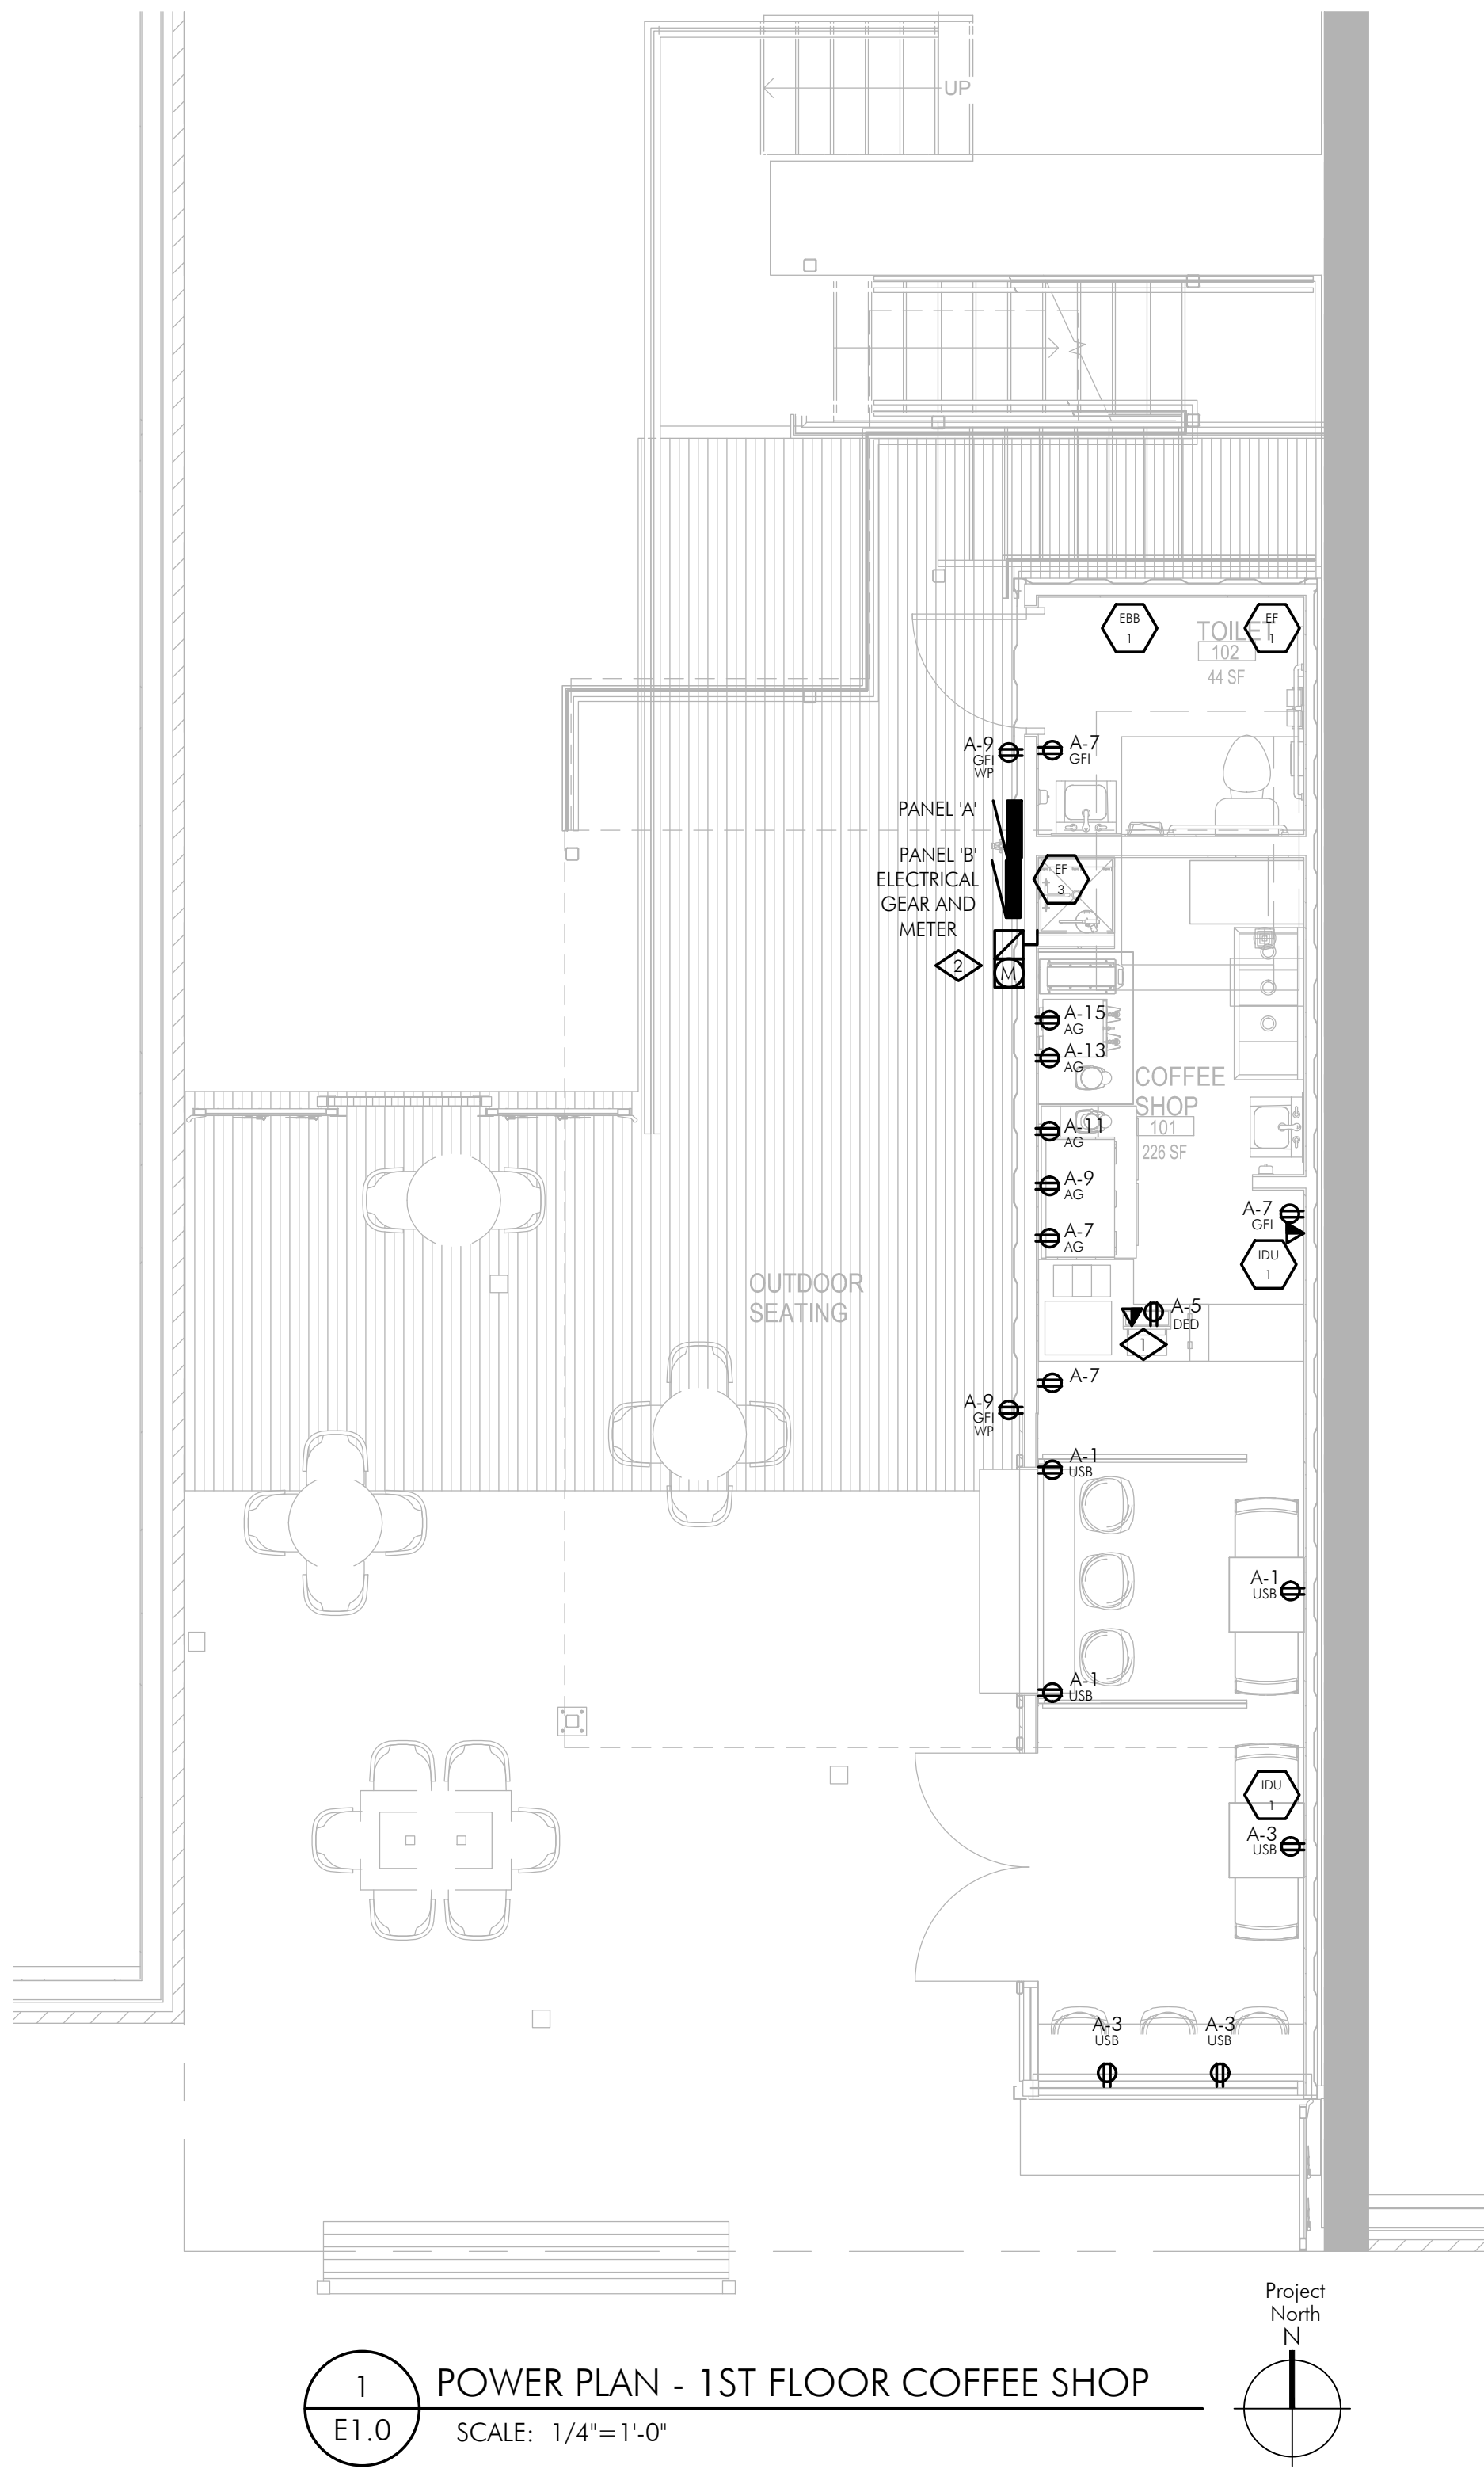 UP
EBB
1
TOILET
EF
1
102
44 SF
A-9
GFI
WP
A-7
GFI
PANEL 'A'
PANEL 'B'
ELECTRICAL
GEAR AND
METER
EF
3
2
M
A-15
AG
A-13
AG
COFFEE
SHOP
101
226 SF
A-11
AG
A-9
AG
A-7
AG
A-7
GFI
IDU
1
OUTDOOR
SEATING
A-5
DED
1
A-7
A-9
GFI
WP
A-1
USB
A-1
USB
A-1
USB
IDU
1
A-3
USB
A-3
USB
A-3
USB
Project
North
N
1
E1.0
POWER PLAN - 1ST FLOOR COFFEE SHOP
SCALE: 1/4"=1'-0"